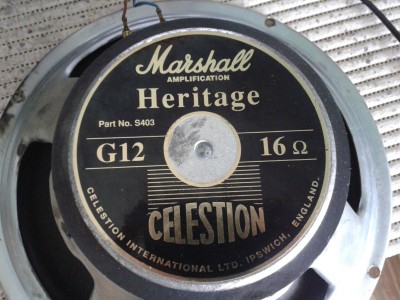 Marshall
AMPLIFICATION
Heritage
Part No. S403
G12
16 Ω
CELESTION
CELESTION INTERNATIONAL LTD. IPSWICH, ENGLAND.